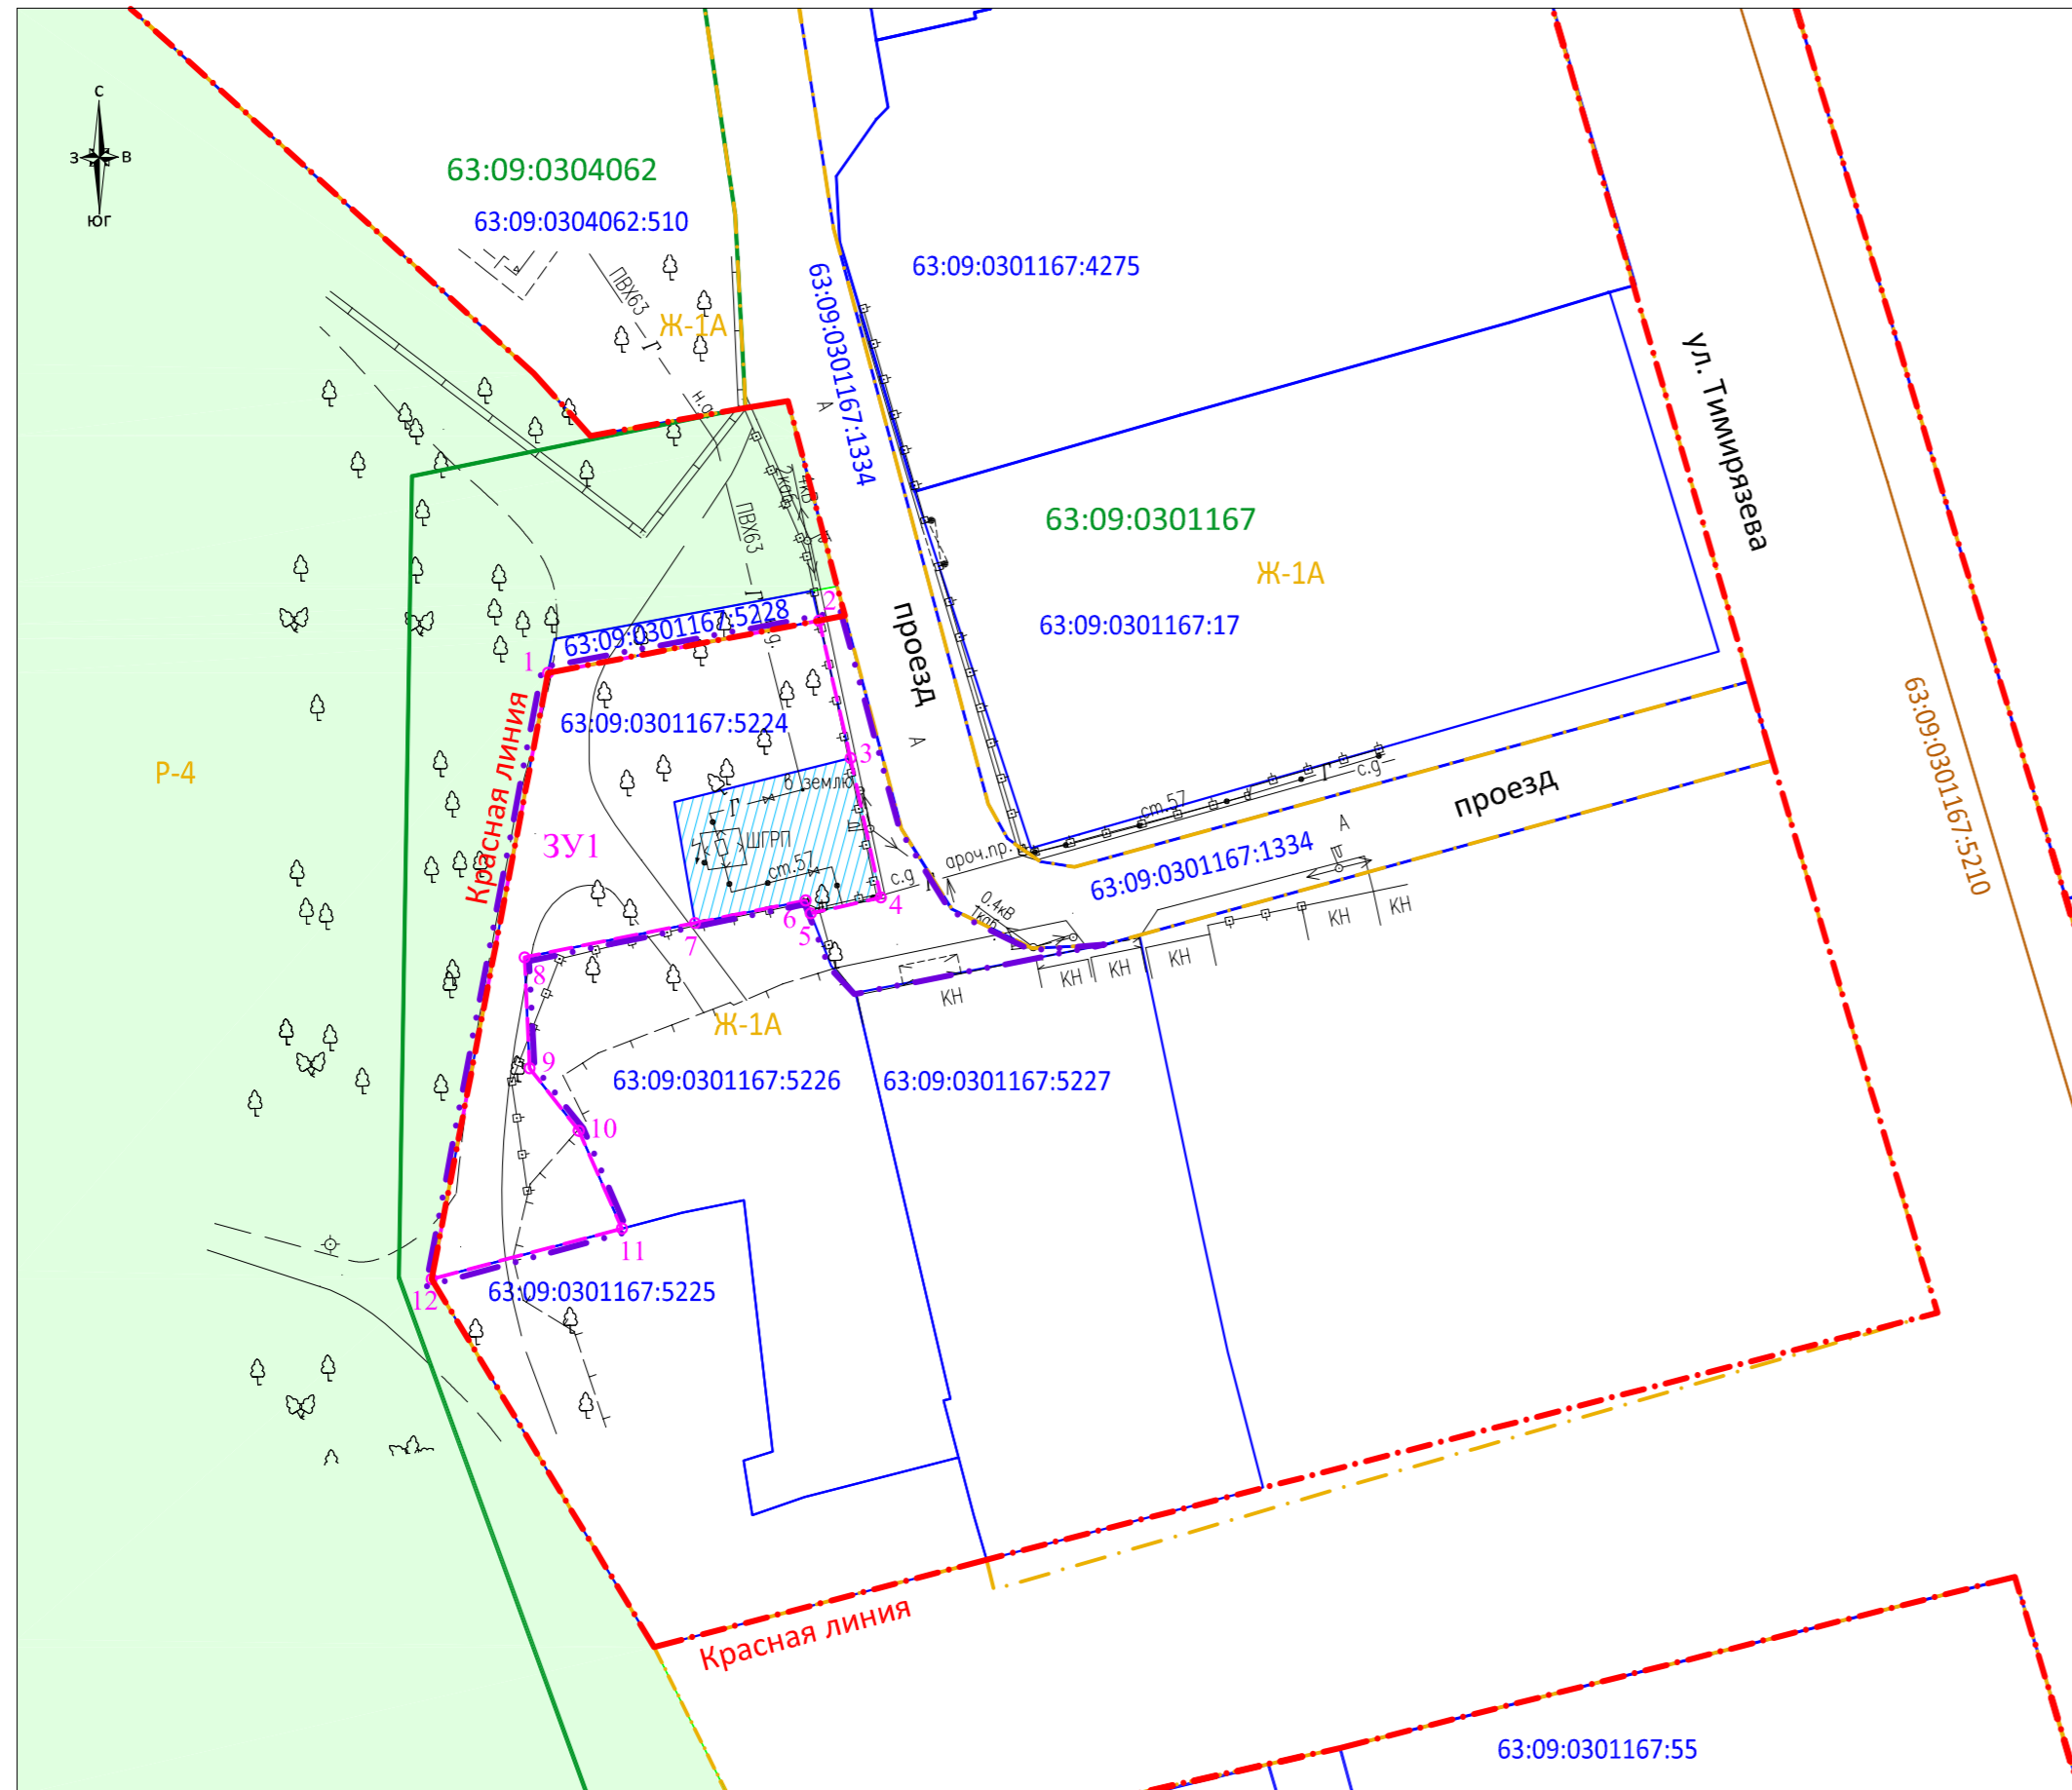 С
З
В
ЮГ
63:09:0304062
63:09:0304062:510
ПВХ63
Г
Ж-1А
н.д
63:09:0301167:4275
63:09:0301167:1334
А
ул. Тимирязева
63:09:0301167
Ж-1А
63:09:0301167:17
2каб.
ПВХ63
Г
2
63:09:0301167:5228
1
проезд
А
63:09:0301167:5224
3
Красная линия
Р-4
63:09:0301167:5210
в землю
Г
ШГРП
ст.57
ЗУ1
с.д
Г
ст.57
проезд
ароч.пр.
А
63:09:0301167:1334
с.д
Г
4
0.4кВ
1каб.
6
5
7
8
КН
КН
КН
КН
КН
КН
Ж-1А
9
63:09:0301167:5226
63:09:0301167:5227
10
11
12
63:09:0301167:5225
Красная линия
63:09:0301167:55